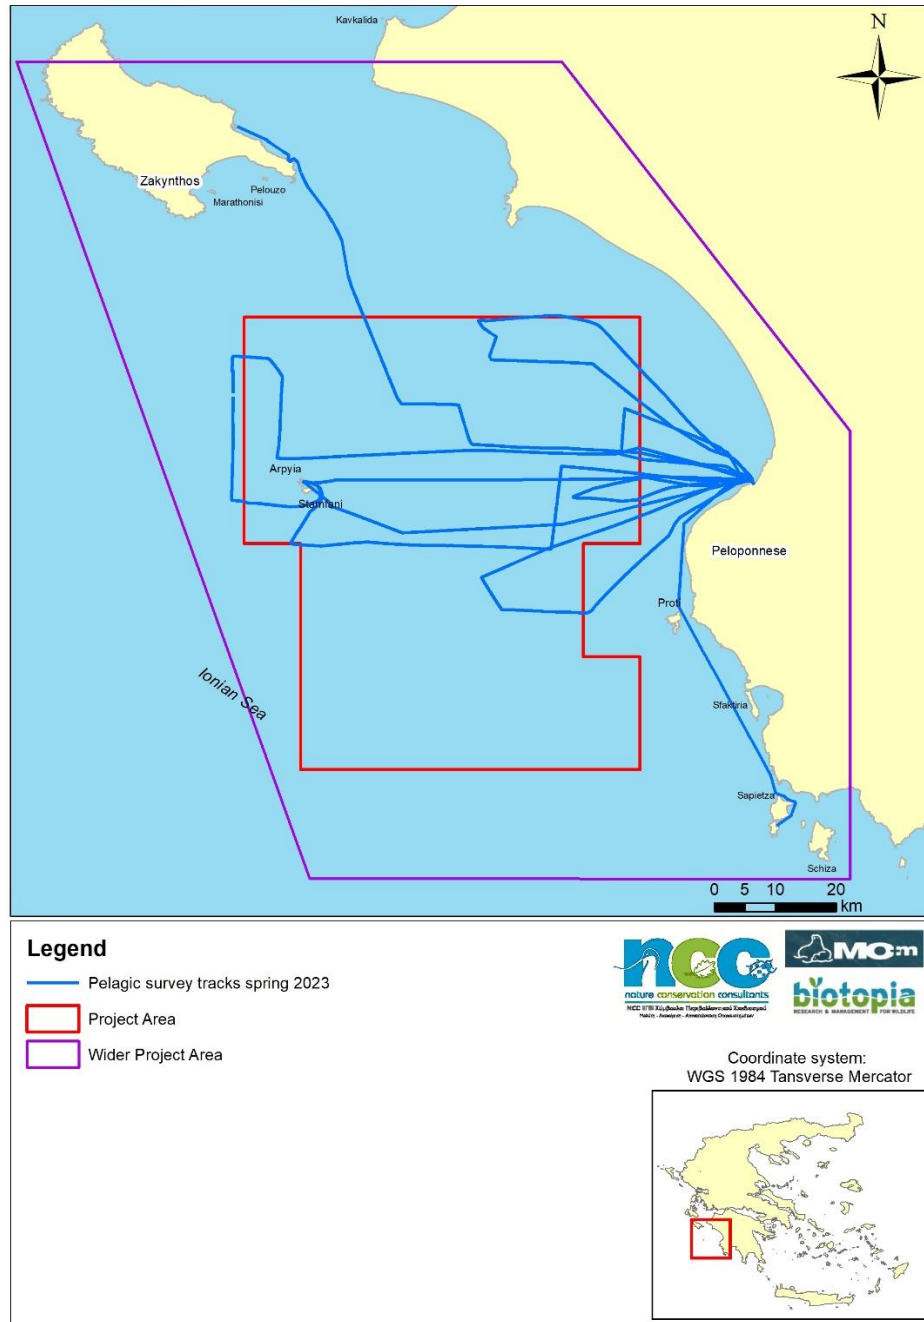 Kavkalida
N
Zakynthos
Pelouzo
Marathonisi
Arpyia
Stamfani
Peloponnese
Proti
Ionian Sea
Sfaktiria
Sapietza
Schiza
0 5 10 20
km
Legend
Pelagic survey tracks spring 2023
Project Area
Wider Project Area
ncc
nature conservation consultants
MOm
biotopia
RESEARCH & MANAGEMENT FOR WILDLIFE
Coordinate system:
WGS 1984 Tansverse Mercator